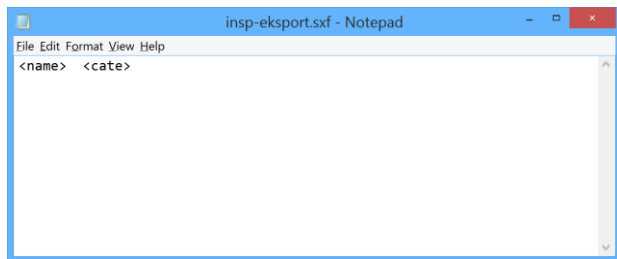 insp-eksport.sxf - Notepad
File Edit Format View Help
<name>  <cate>